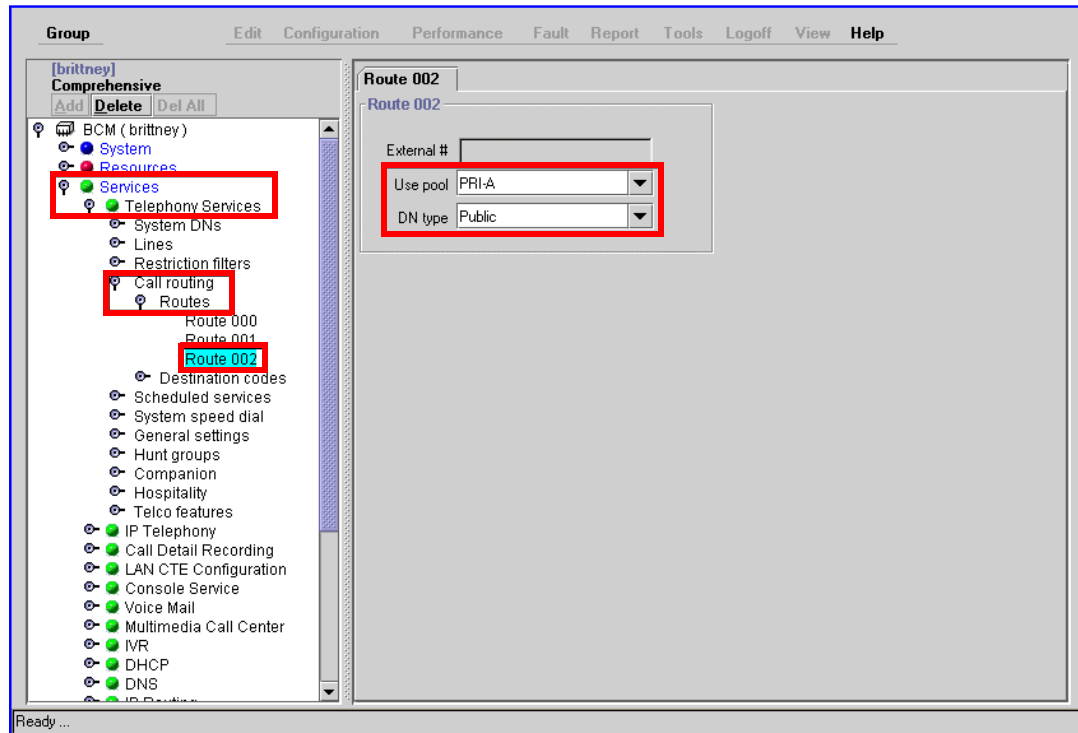 Group Edit Configuration Performance Fault Report Tools Logoff View Help
[brittney]
Comprehensive
Add Delete Del All
BCM ( brittney )
System
Resources
Services
Telephony Services
System DNs
Lines
Restriction filters
Call routing
Routes
Route 000
Route 001
Route 002
Destination codes
Scheduled services
System speed dial
General settings
Hunt groups
Companion
Hospitality
Telco features
IP Telephony
Call Detail Recording
LAN CTE Configuration
Console Service
Voice Mail
Multimedia Call Center
IVR
DHCP
DNS
IP Routing
Route 002
Route 002
External #
Use pool PRI-A
DN type Public
Ready ...